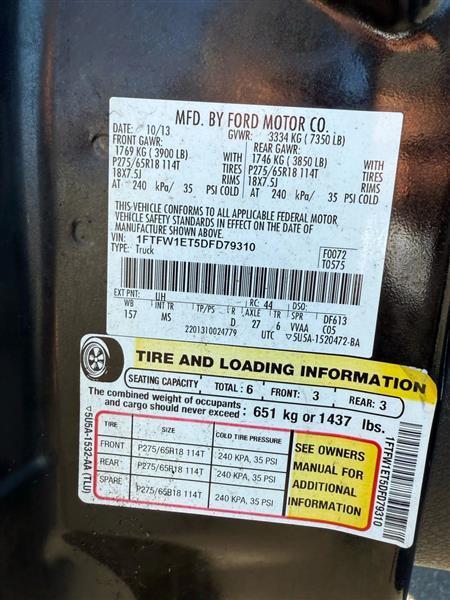 MFD. BY FORD MOTOR CO.
DATE: 10/13 GVWR: 3334 KG ( 7350 LB)
FRONT GAWR: REAR GAWR:
1769 KG ( 3900 LB) 1746 KG ( 3850 LB)
P275/65R18 114T TIRES P275/65R18 114T TIRES
18X7.5J RIMS 18X7.5J RIMS
AT 240 kPa/ 35 PSI COLD AT 240 kPa/ 35 PSI COLD
THIS VEHICLE CONFORMS TO ALL APPLICABLE FEDERAL MOTOR
VEHICLE SAFETY STANDARDS IN EFFECT ON THE DATE OF
MANUFACTURE SHOWN ABOVE.
VIN: 1FTFW1ET5DFD79310 F0072
TYPE: Truck T0575
EXT PNT: UH RC: 44 DSO:
WB INT TR TP/PS R AXLE TR SPR DF613
157 MS D 27 6 VVAA C05
2201310024779 UTC ▽5U5A-1520472-BA
TIRE AND LOADING INFORMATION
SEATING CAPACITY TOTAL: 6 FRONT: 3 REAR: 3
The combined weight of occupants
and cargo should never exceed : 651 kg or 1437 lbs.
TIRE SIZE COLD TIRE PRESSURE
FRONT P275/65R18 114T 240 KPA, 35 PSI
REAR P275/65R18 114T 240 KPA, 35 PSI
SPARE P275/65R18 114T 240 KPA, 35 PSI
SEE OWNERS
MANUAL FOR
ADDITIONAL
INFORMATION
▽5U5A-1532-AA (TLU)
1FTFW1ET5DFD79310